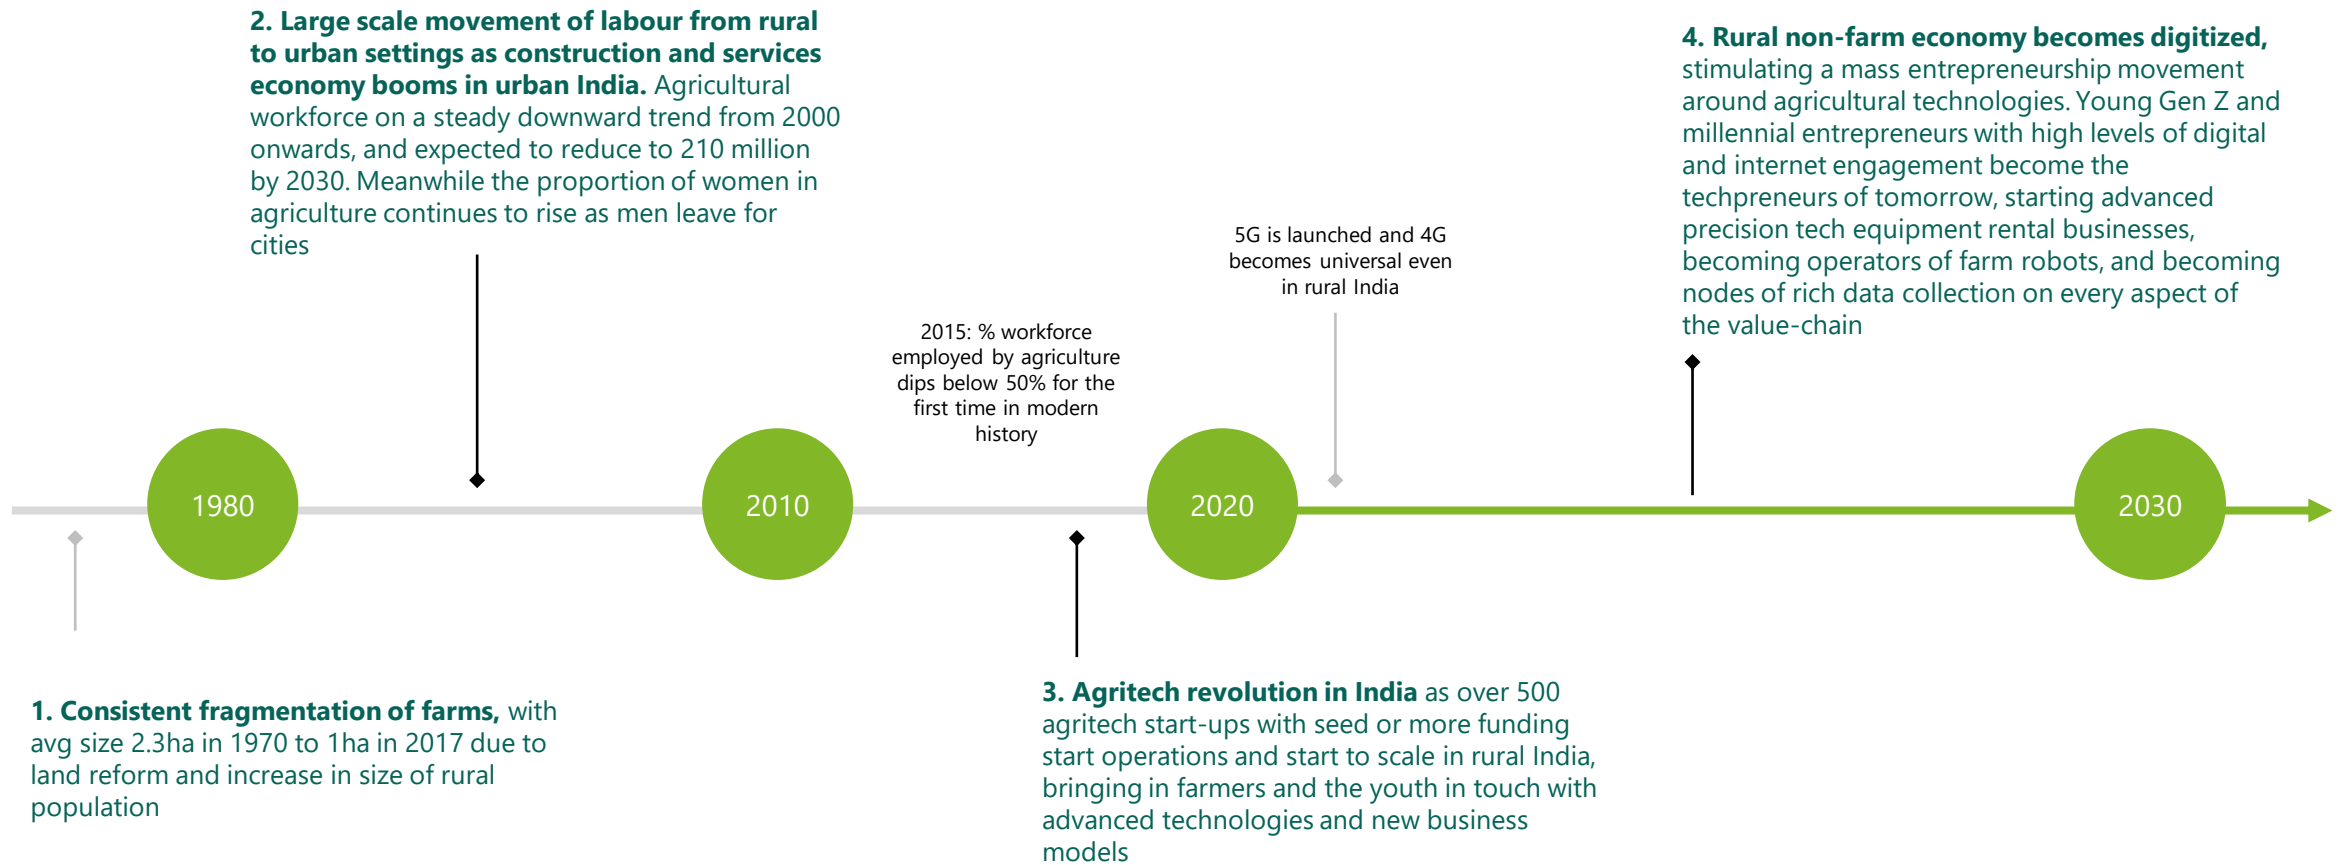 2. Large scale movement of labour from rural
to urban settings as construction and services
economy booms in urban India. Agricultural
workforce on a steady downward trend from 2000
onwards, and expected to reduce to 210 million
by 2030. Meanwhile the proportion of women in
agriculture continues to rise as men leave for
cities
4. Rural non-farm economy becomes digitized,
stimulating a mass entrepreneurship movement
around agricultural technologies. Young Gen Z and
millennial entrepreneurs with high levels of digital
and internet engagement become the
techpreneurs of tomorrow, starting advanced
precision tech equipment rental businesses,
becoming operators of farm robots, and becoming
nodes of rich data collection on every aspect of
the value-chain
5G is launched and 4G
becomes universal even
in rural India
2015: % workforce
employed by agriculture
dips below 50% for the
first time in modern
history
1980
2010
2020
2030
1. Consistent fragmentation of farms, with
avg size 2.3ha in 1970 to 1ha in 2017 due to
land reform and increase in size of rural
population
3. Agritech revolution in India as over 500
agritech start-ups with seed or more funding
start operations and start to scale in rural India,
bringing in farmers and the youth in touch with
advanced technologies and new business
models